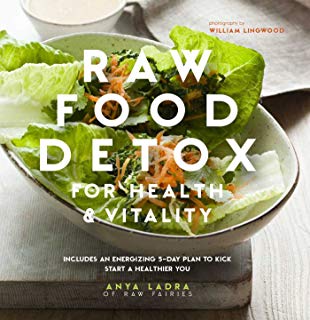 photography by
WILLIAM LINGWOOD
RAW
FOOD
DETOX
FOR HEALTH
& VITALITY
INCLUDES AN ENERGIZING 5-DAY PLAN TO KICK
START A HEALTHIER YOU
ANYA LADRA
OF RAW FAIRIES